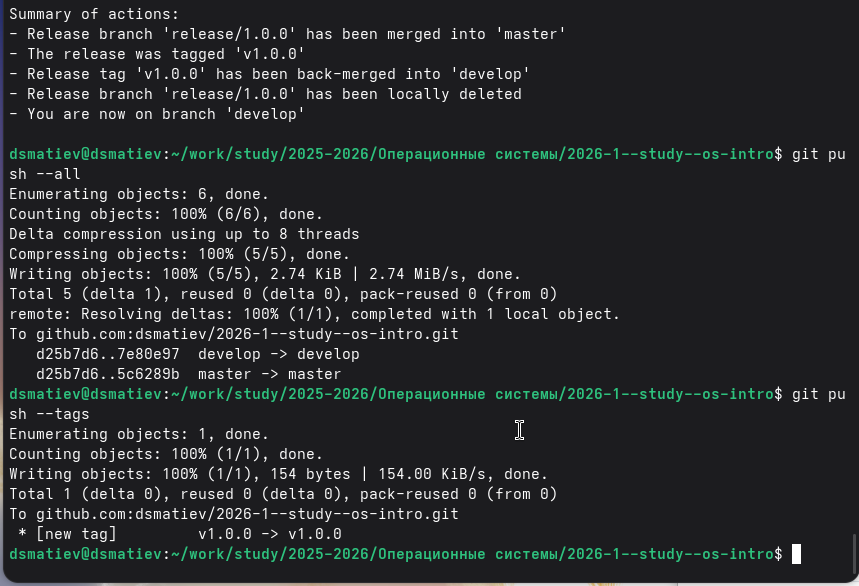 Summary of actions:
- Release branch 'release/1.0.0' has been merged into 'master'
- The release was tagged 'v1.0.0'
- Release tag 'v1.0.0' has been back-merged into 'develop'
- Release branch 'release/1.0.0' has been locally deleted
- You are now on branch 'develop'

dsmatiev@dsmatiev:~/work/study/2025-2026/Операционные системы/2026-1--study--os-intro$ git pu
sh --all
Enumerating objects: 6, done.
Counting objects: 100% (6/6), done.
Delta compression using up to 8 threads
Compressing objects: 100% (5/5), done.
Writing objects: 100% (5/5), 2.74 KiB | 2.74 MiB/s, done.
Total 5 (delta 1), reused 0 (delta 0), pack-reused 0 (from 0)
remote: Resolving deltas: 100% (1/1), completed with 1 local object.
To github.com:dsmatiev/2026-1--study--os-intro.git
   d25b7d6..7e80e97  develop -> develop
   d25b7d6..5c6289b  master -> master
dsmatiev@dsmatiev:~/work/study/2025-2026/Операционные системы/2026-1--study--os-intro$ git pu
sh --tags
Enumerating objects: 1, done.
Counting objects: 100% (1/1), done.
Writing objects: 100% (1/1), 154 bytes | 154.00 KiB/s, done.
Total 1 (delta 0), reused 0 (delta 0), pack-reused 0 (from 0)
To github.com:dsmatiev/2026-1--study--os-intro.git
 * [new tag]         v1.0.0 -> v1.0.0
dsmatiev@dsmatiev:~/work/study/2025-2026/Операционные системы/2026-1--study--os-intro$